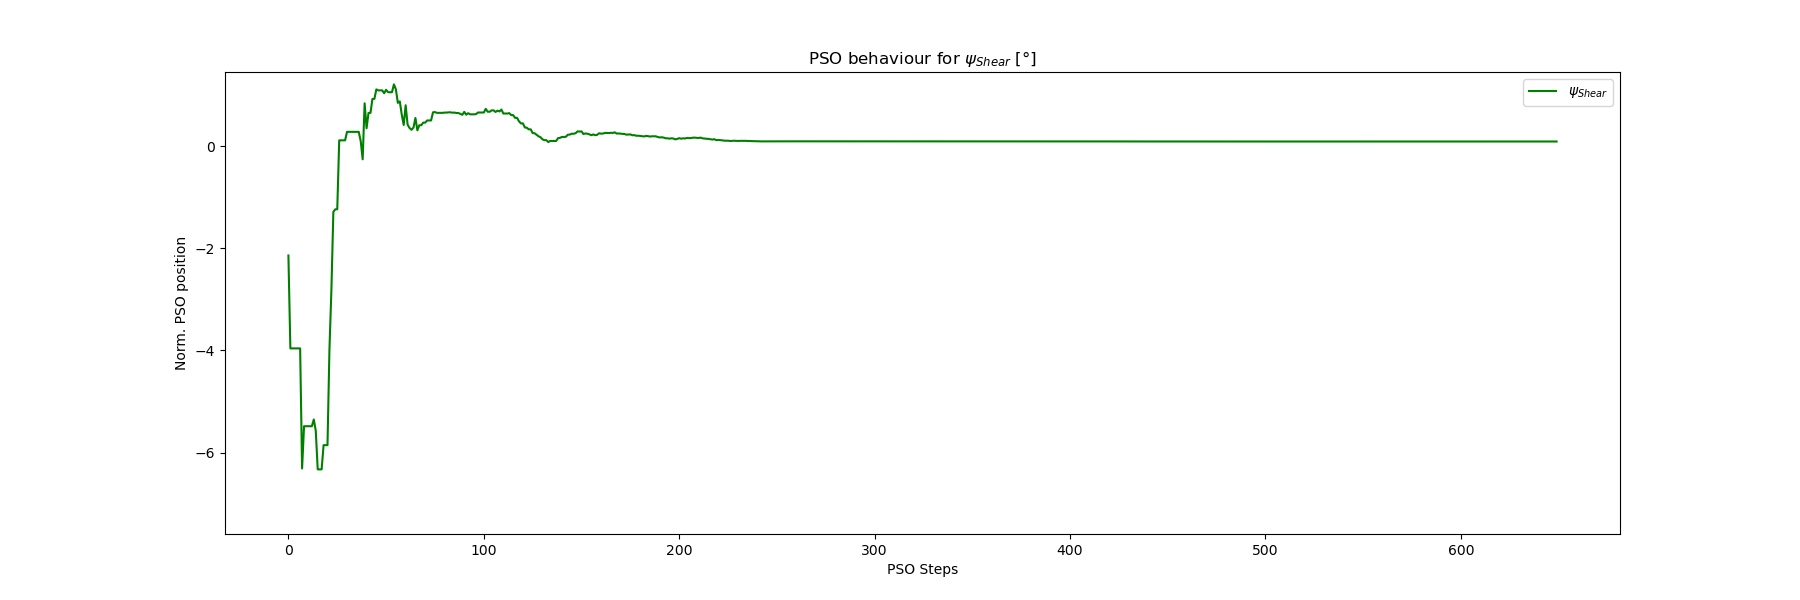 PSO behaviour for ψShear [°]
ψShear
Norm. PSO position
0
−2
−4
−6
0 100 200 300 400 500 600
PSO Steps